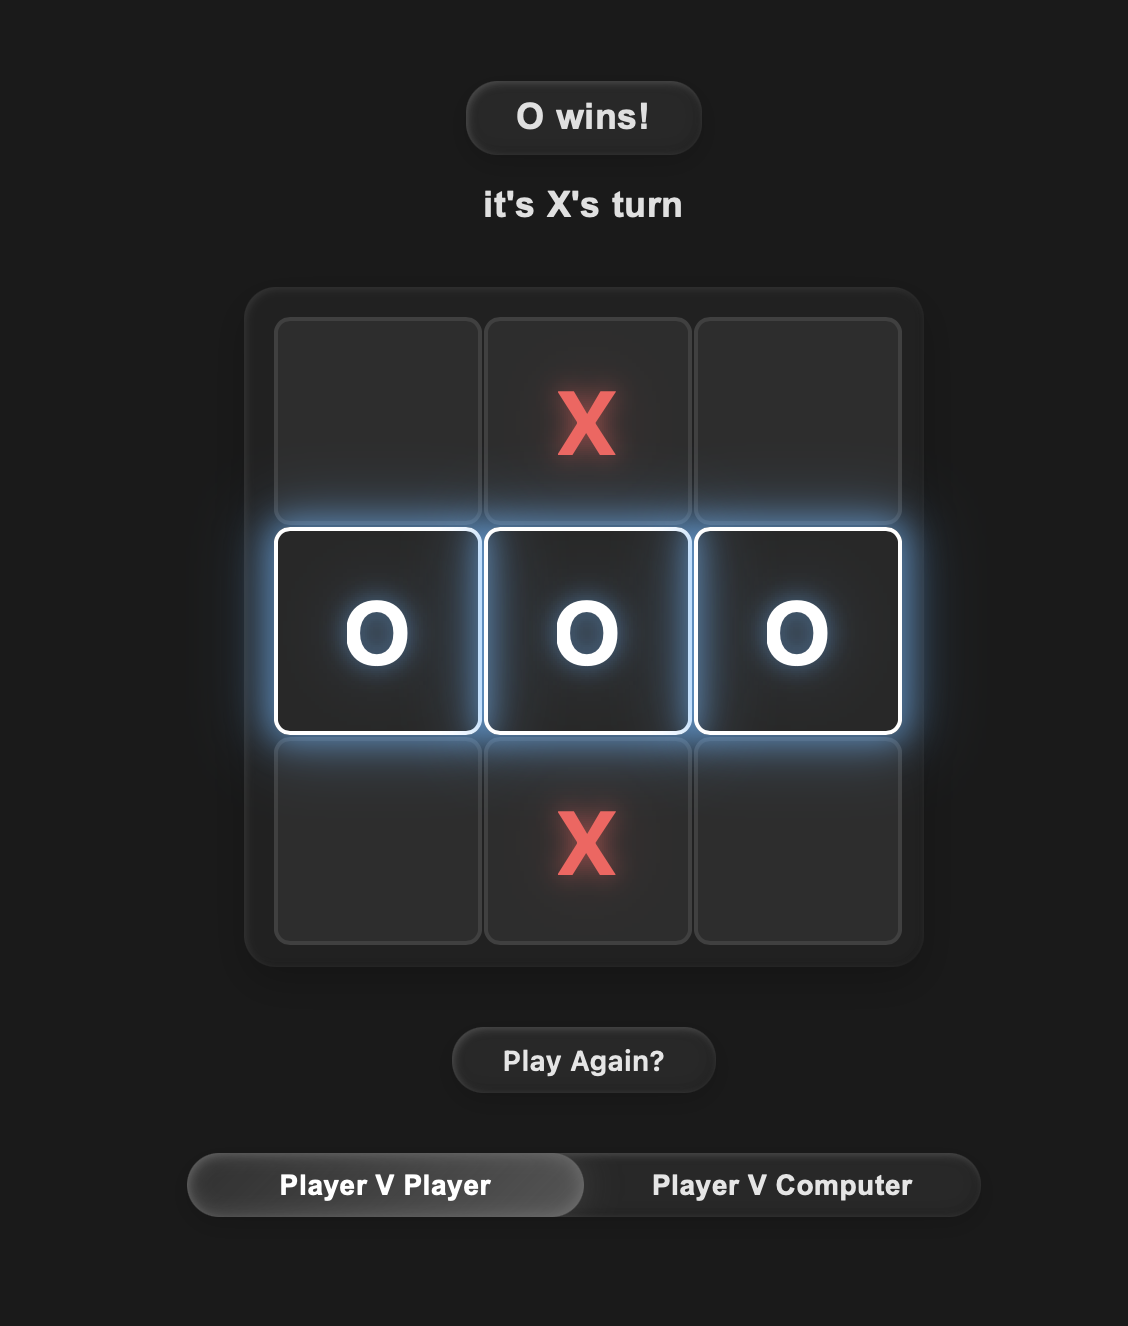 O wins!
it's X's turn
X
O O O
X
Play Again?
Player V Player Player V Computer